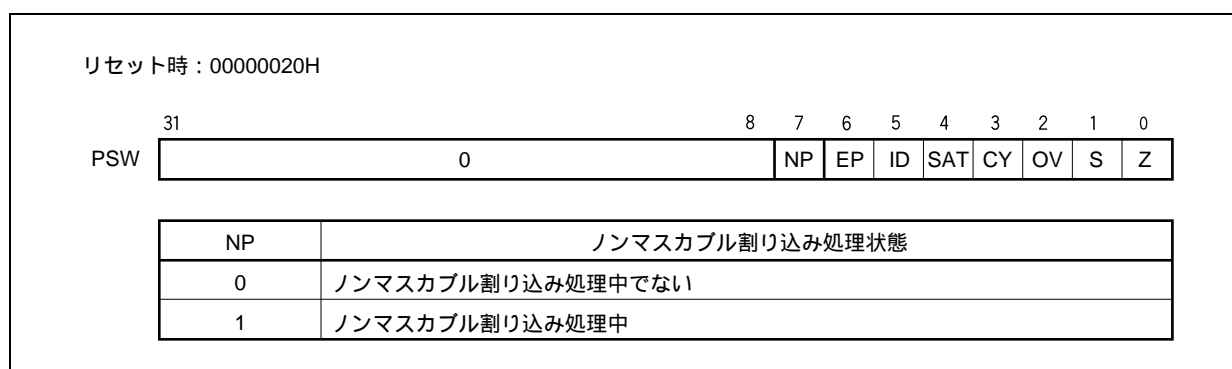 リセット時：00000020H
31 8 7 6 5 4 3 2 1 0
PSW 0 NP EP ID SAT CY OV S Z
NP ノンマスカブル割り込み処理状態
0 ノンマスカブル割り込み処理中でない
1 ノンマスカブル割り込み処理中